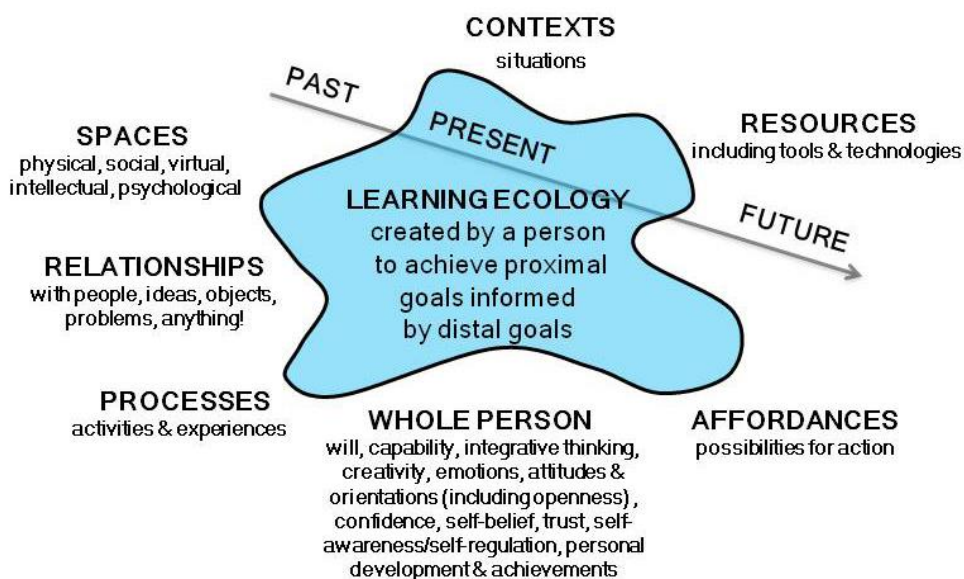 CONTEXTS
situations
PAST
PRESENT
FUTURE
SPACES
physical, social, virtual,
intellectual, psychological
RESOURCES
including tools & technologies
LEARNING ECOLOGY
created by a person
to achieve proximal
goals informed
by distal goals
RELATIONSHIPS
with people, ideas, objects,
problems, anything!
PROCESSES
activities & experiences
WHOLE PERSON
will, capability, integrative thinking,
creativity, emotions, attitudes &
orientations (including openness) ,
confidence, self-belief, trust, self-
awareness/self-regulation, personal
development & achievements
AFFORDANCES
possibilities for action